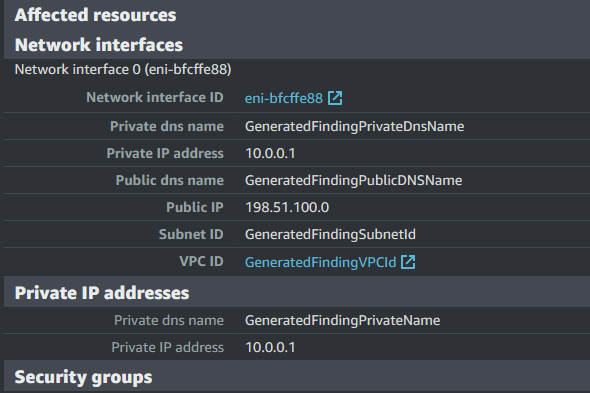 Affected resources
Network interfaces
Network interface 0 (eni-bfcffe88)
Network interface ID eni-bfcffe88
Private dns name GeneratedFindingPrivateDnsName
Private IP address 10.0.0.1
Public dns name GeneratedFindingPublicDNSName
Public IP 198.51.100.0
Subnet ID GeneratedFindingSubnetId
VPC ID GeneratedFindingVPCId
Private IP addresses
Private dns name GeneratedFindingPrivateName
Private IP address 10.0.0.1
Security groups